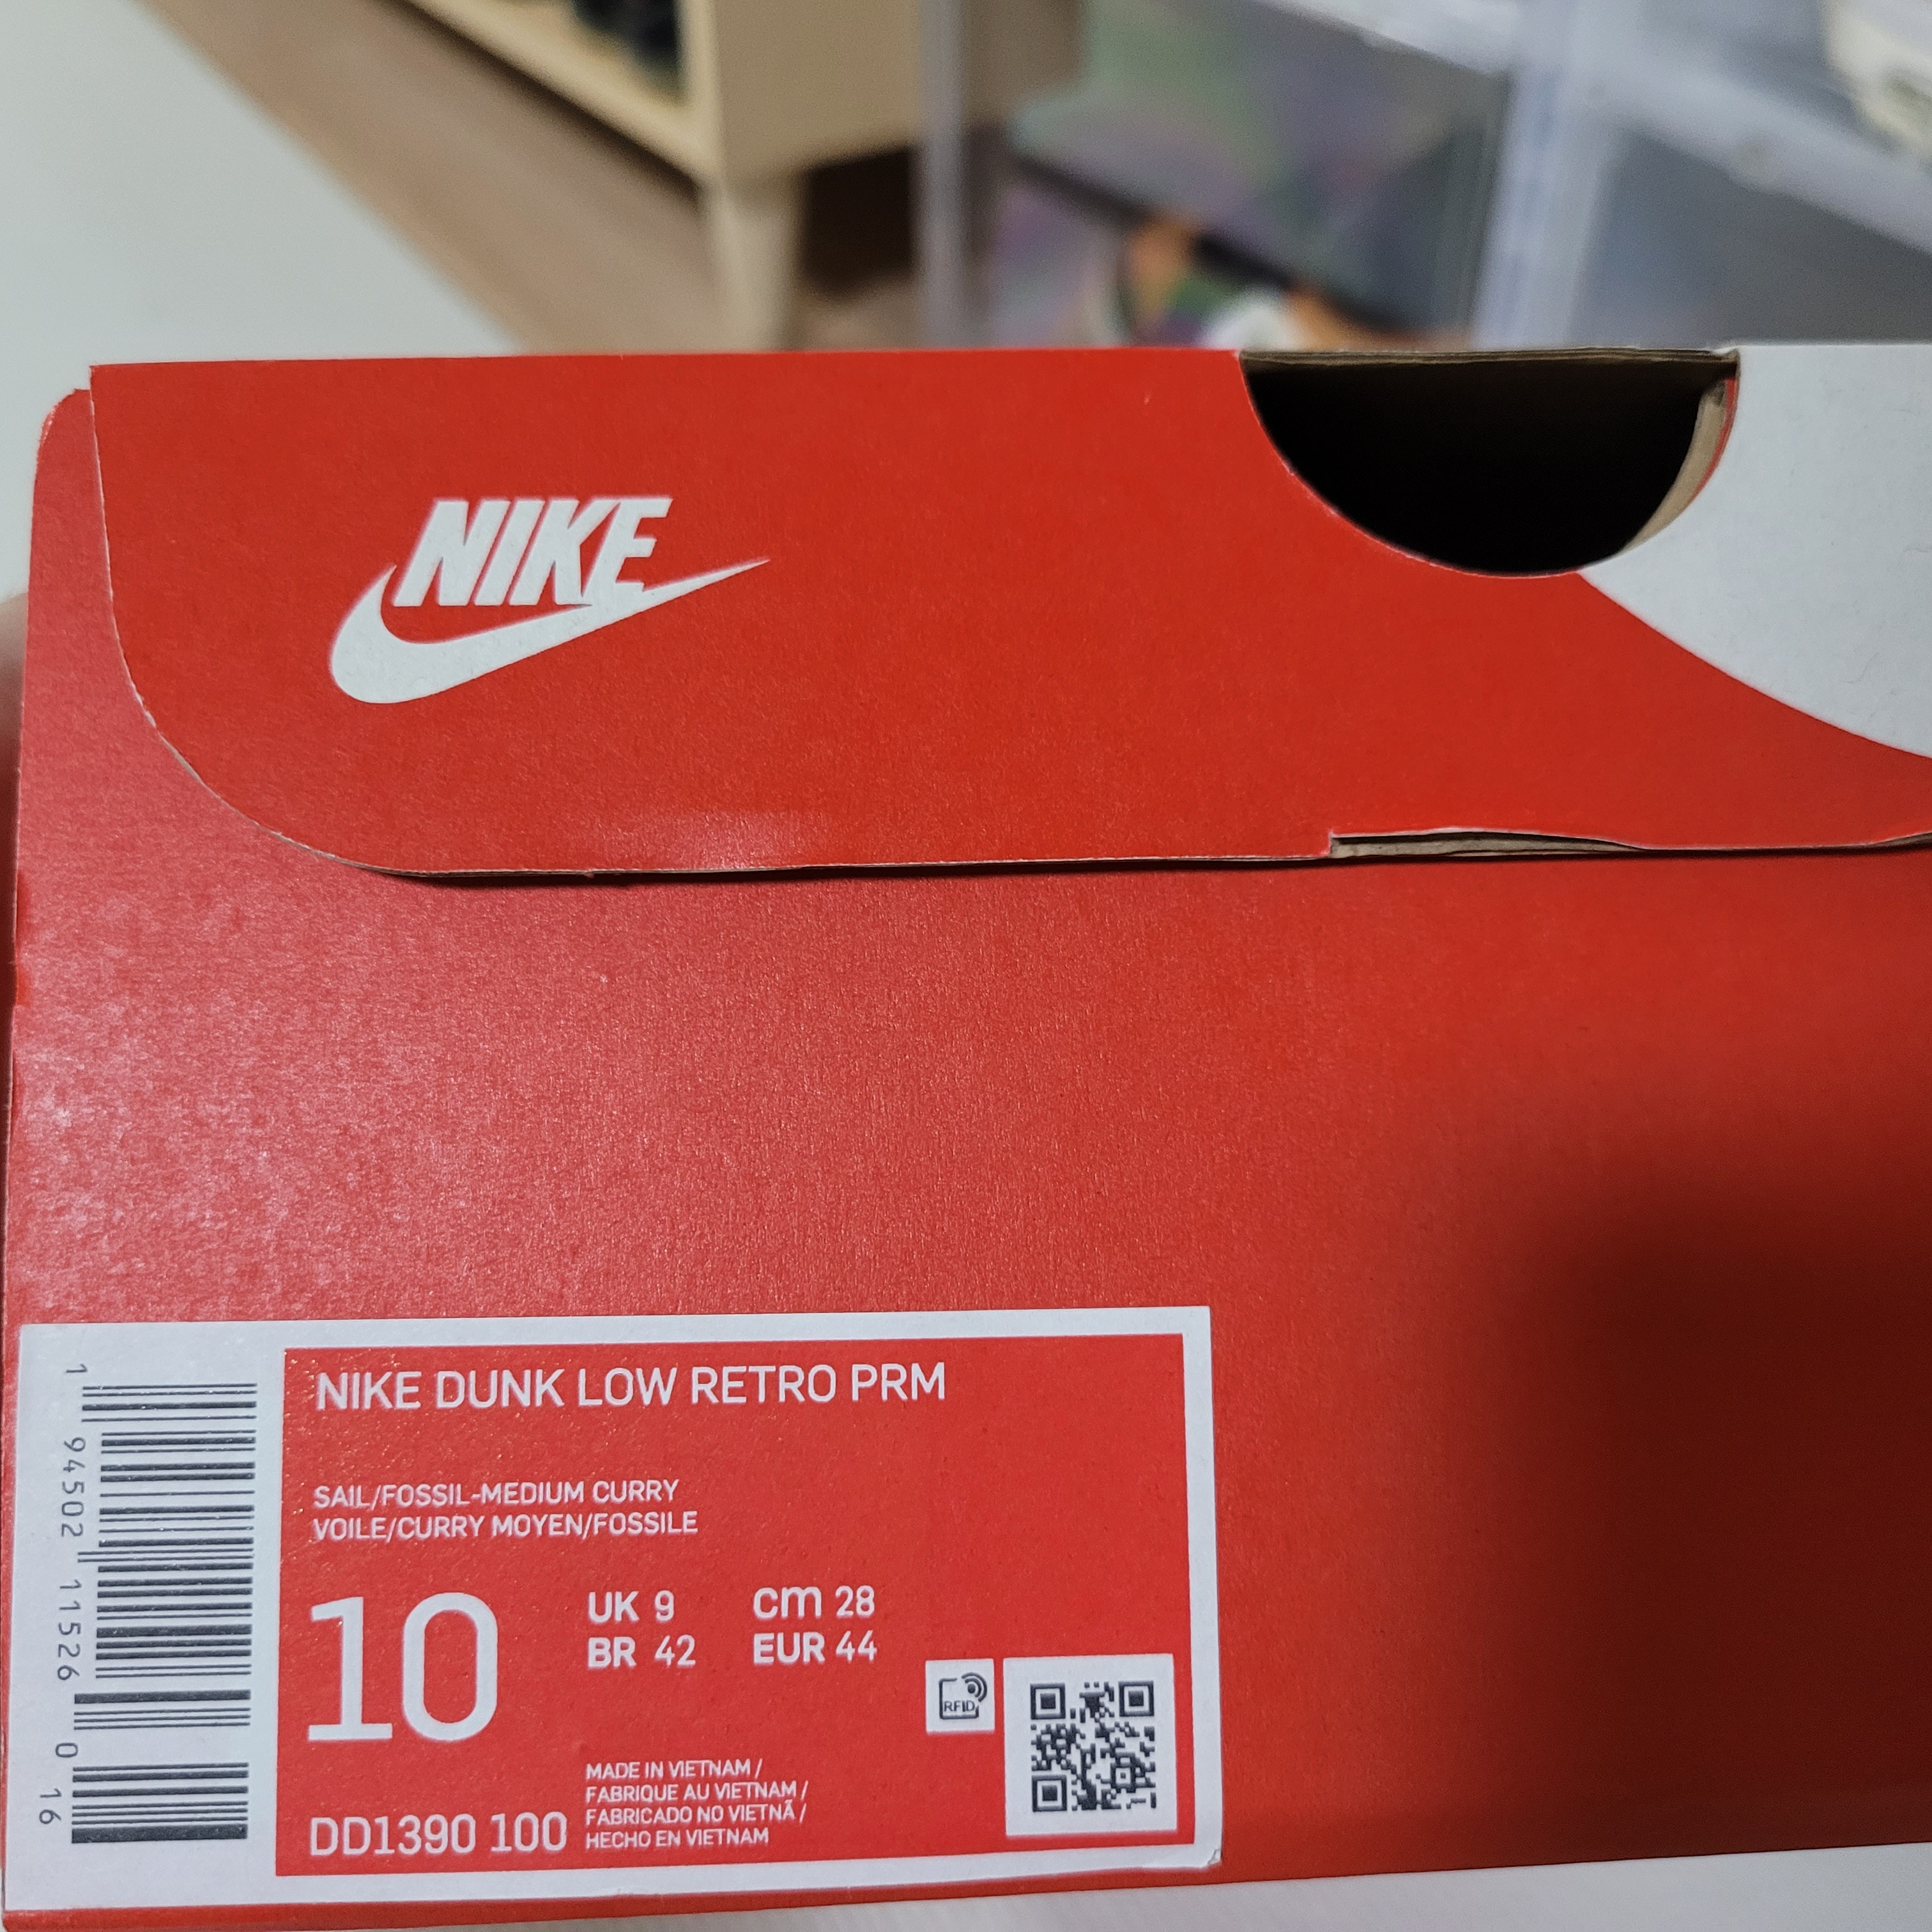 NIKE
NIKE DUNK LOW RETRO PRM
SAIL/FOSSIL-MEDIUM CURRY
VOILE/CURRY MOYEN/FOSSILE
10
UK 9 cm 28
BR 42 EUR 44
RFID
MADE IN VIETNAM /
FABRIQUE AU VIETNAM /
FABRICADO NO VIETNÃ /
HECHO EN VIETNAM
DD1390 100
1 94502 11526 0 16